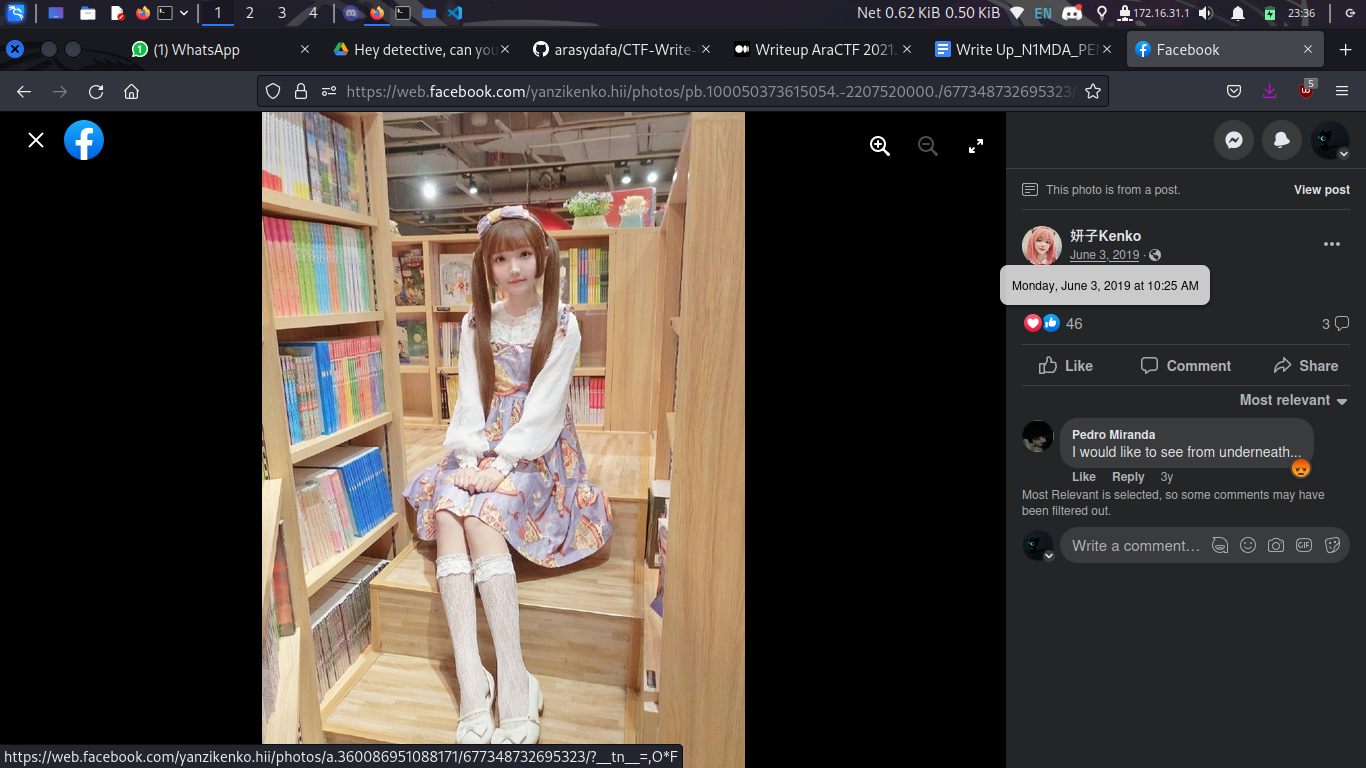 1
2
3
4
Net 0.62 KiB 0.50 KiB
EN
172.16.31.1
23:36
(1) WhatsApp
Hey detective, can you
arasydafa/CTF-Write-
Writeup AraCTF 2021.
Write Up_N1MDA_PEN
Facebook
https://web.facebook.com/yanzikenko.hii/photos/pb.100050373615054.-2207520000./677348732695323/
5
This photo is from a post.
View post
妍子Kenko
June 3, 2019 ·
Monday, June 3, 2019 at 10:25 AM
46
3
Like
Comment
Share
Most relevant
Pedro Miranda
I would like to see from underneath...
Like Reply 3y
Most Relevant is selected, so some comments may have
been filtered out.
Write a comment…
GIF
https://web.facebook.com/yanzikenko.hii/photos/a.360086951088171/677348732695323/?__tn__=,O*F